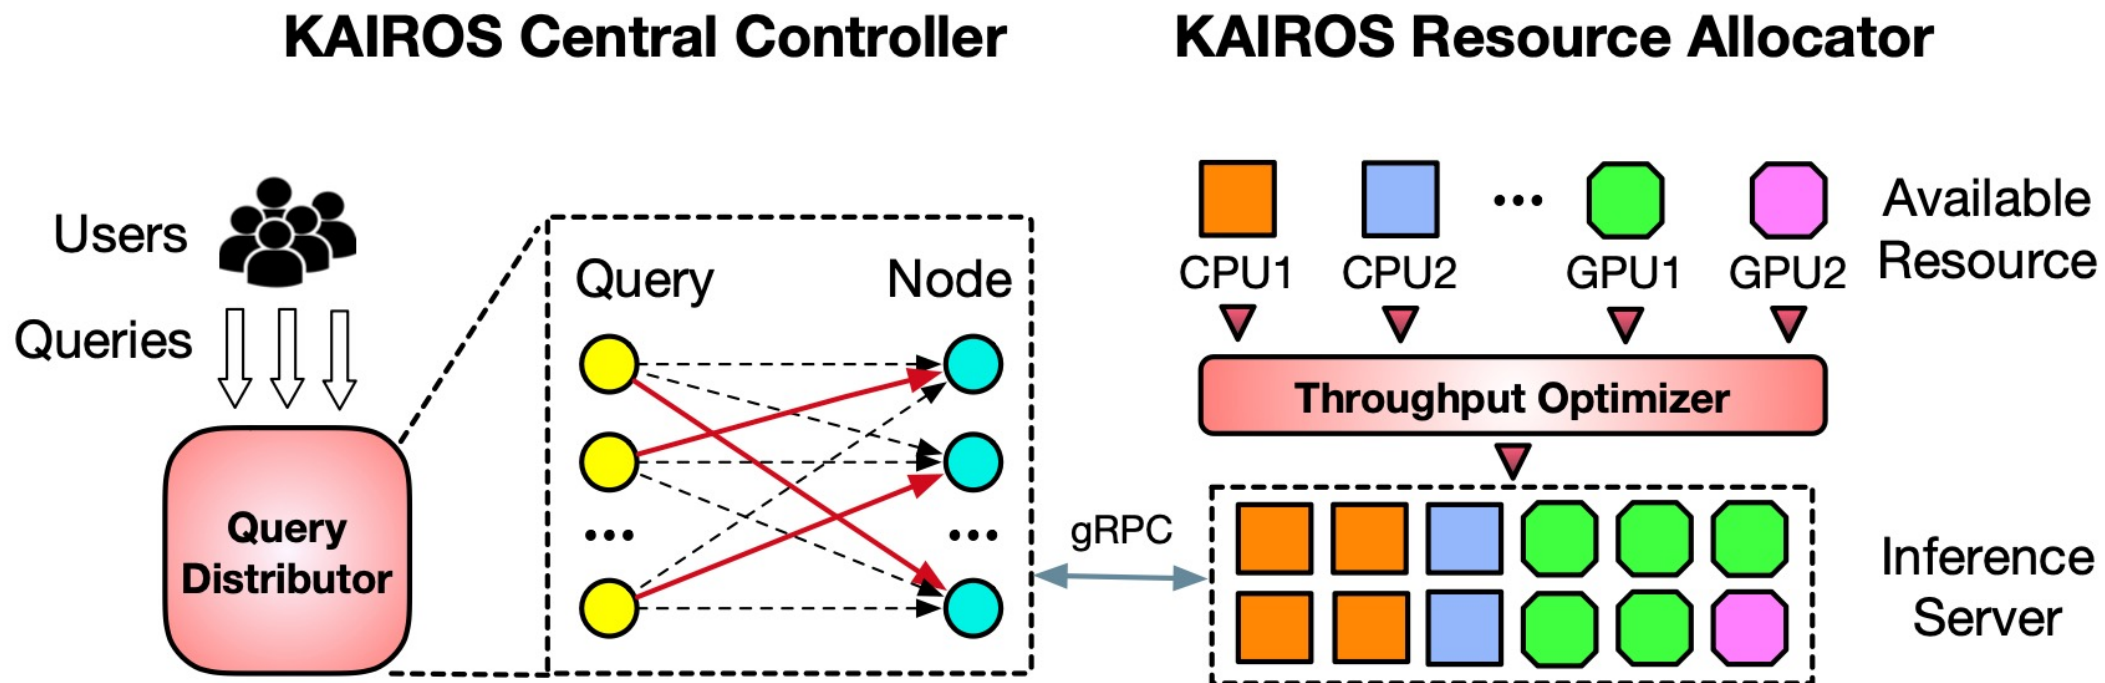 KAIROS Central Controller
KAIROS Resource Allocator
Users
Queries
Query
Distributor
Query
Node
...
...
gRPC
...
CPU1
CPU2
GPU1
GPU2
Available
Resource
Throughput Optimizer
Inference
Server